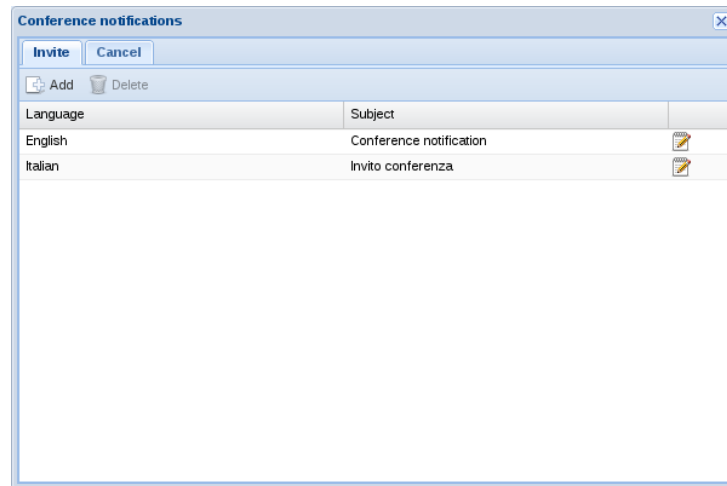 Conference notifications
Invite Cancel
Add Delete
Language Subject
English Conference notification
Italian Invito conferenza